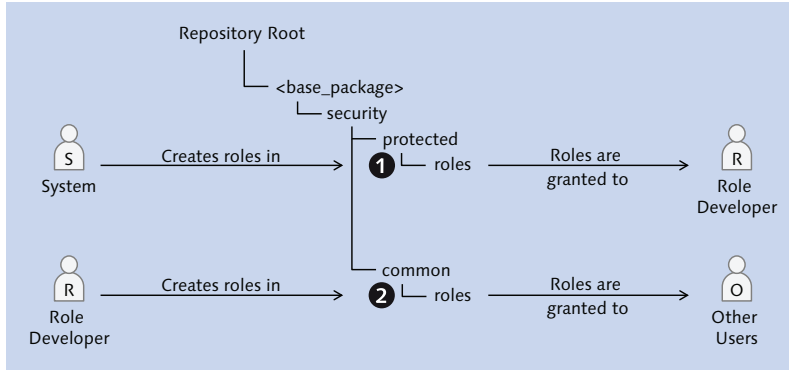 Repository Root
<base_package>
security
protected
S
Creates roles in
1
roles
Roles are
granted to
R
System
Role
Developer
common
R
Creates roles in
2
roles
Roles are
granted to
O
Role
Developer
Other
Users